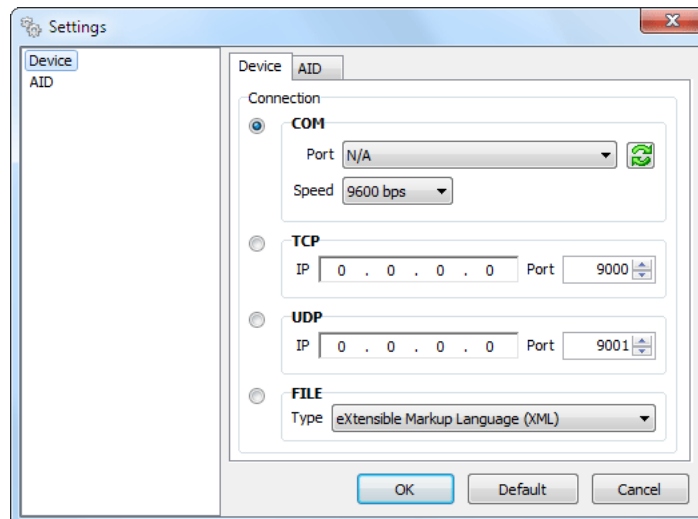 Settings
Device
AID
Device AID
Connection
COM
Port N/A
Speed 9600 bps
TCP
IP 0 . 0 . 0 . 0 Port 9000
UDP
IP 0 . 0 . 0 . 0 Port 9001
FILE
Type eXtensible Markup Language (XML)
OK Default Cancel